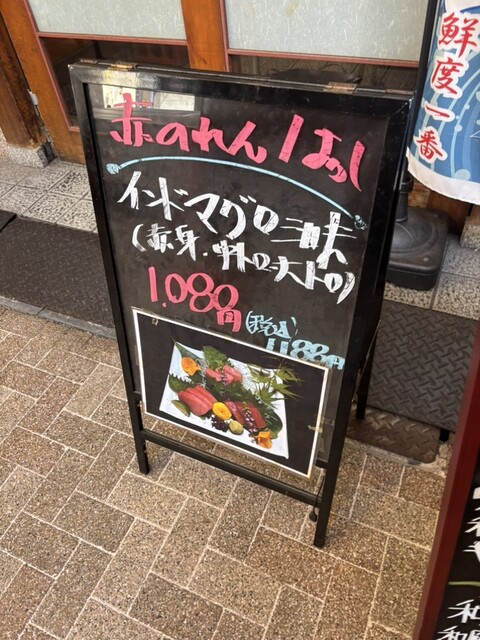 赤のれん はっし
インドマグロ三昧
(赤身・中トロ・大トロ)
1.080円
(税込)
1188円
鮮度一番